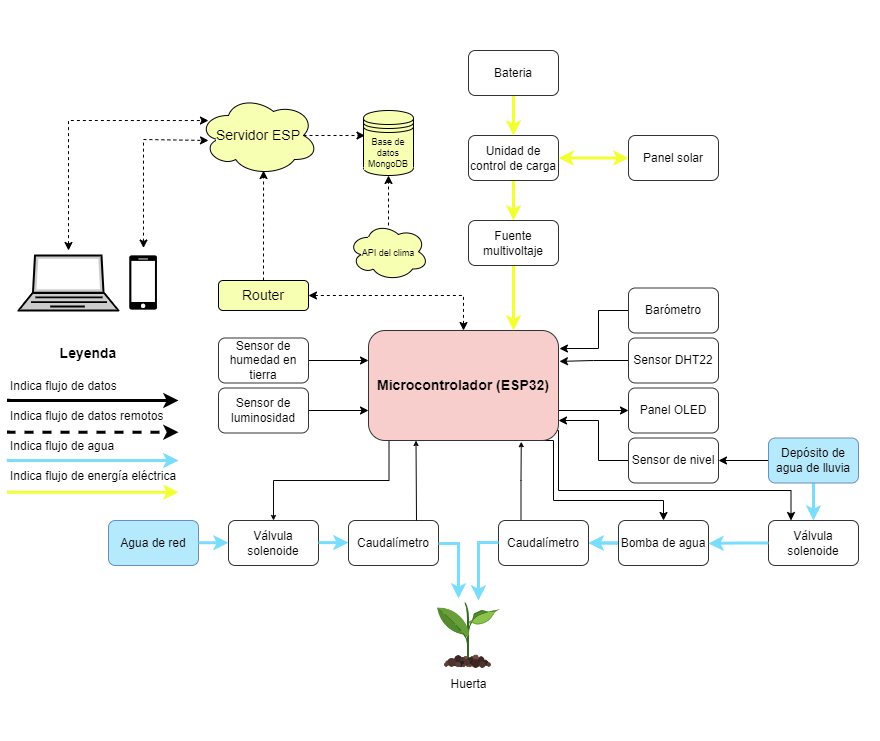 Bateria
Unidad de
control de carga
Panel solar
Fuente
multivoltaje
Servidor ESP
Base de
datos
MongoDB
API del clima
Router
Barómetro
Sensor DHT22
Panel OLED
Sensor de nivel
Depósito de
agua de lluvia
Sensor de
humedad en
tierra
Sensor de
luminosidad
Microcontrolador (ESP32)
Leyenda
Indica flujo de datos
Indica flujo de datos remotos
Indica flujo de agua
Indica flujo de energía eléctrica
Agua de red
Válvula
solenoide
Caudalímetro
Caudalímetro
Bomba de agua
Válvula
solenoide
Huerta